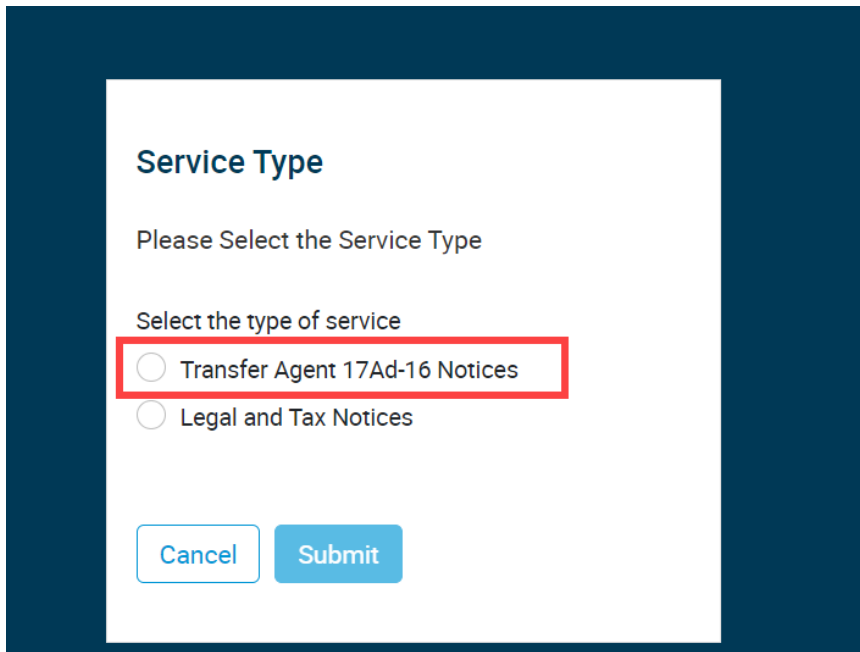 Service Type
Please Select the Service Type
Select the type of service
Transfer Agent 17Ad-16 Notices
Legal and Tax Notices
Cancel Submit